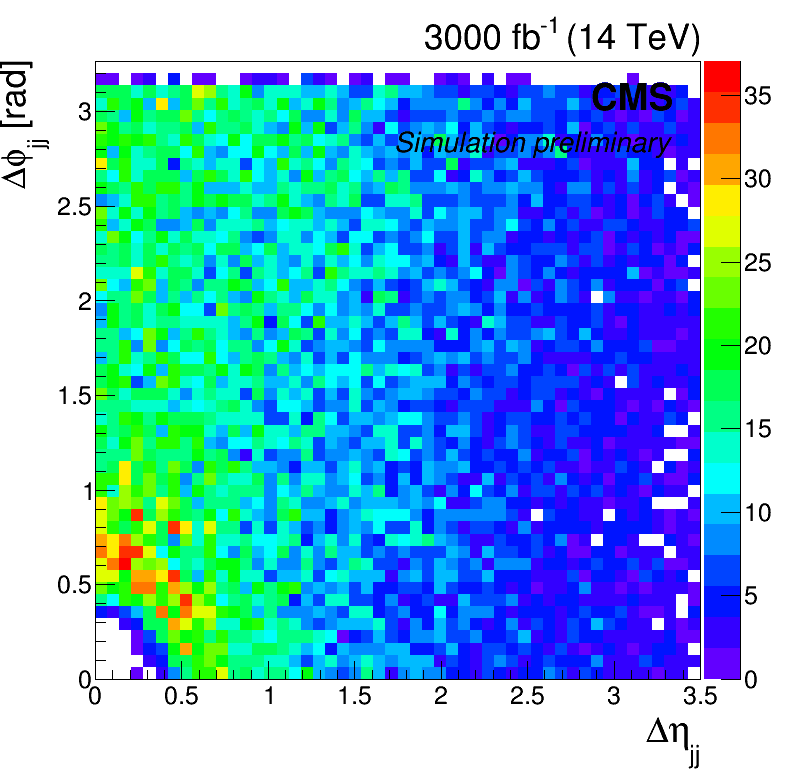 3000 fb-1 (14 TeV)
CMS
Simulation preliminary
Δϕjj [rad]
3
2.5
2
1.5
1
0.5
0
0 0.5 1 1.5 2 2.5 3 3.5
Δηjj
35
30
25
20
15
10
5
0